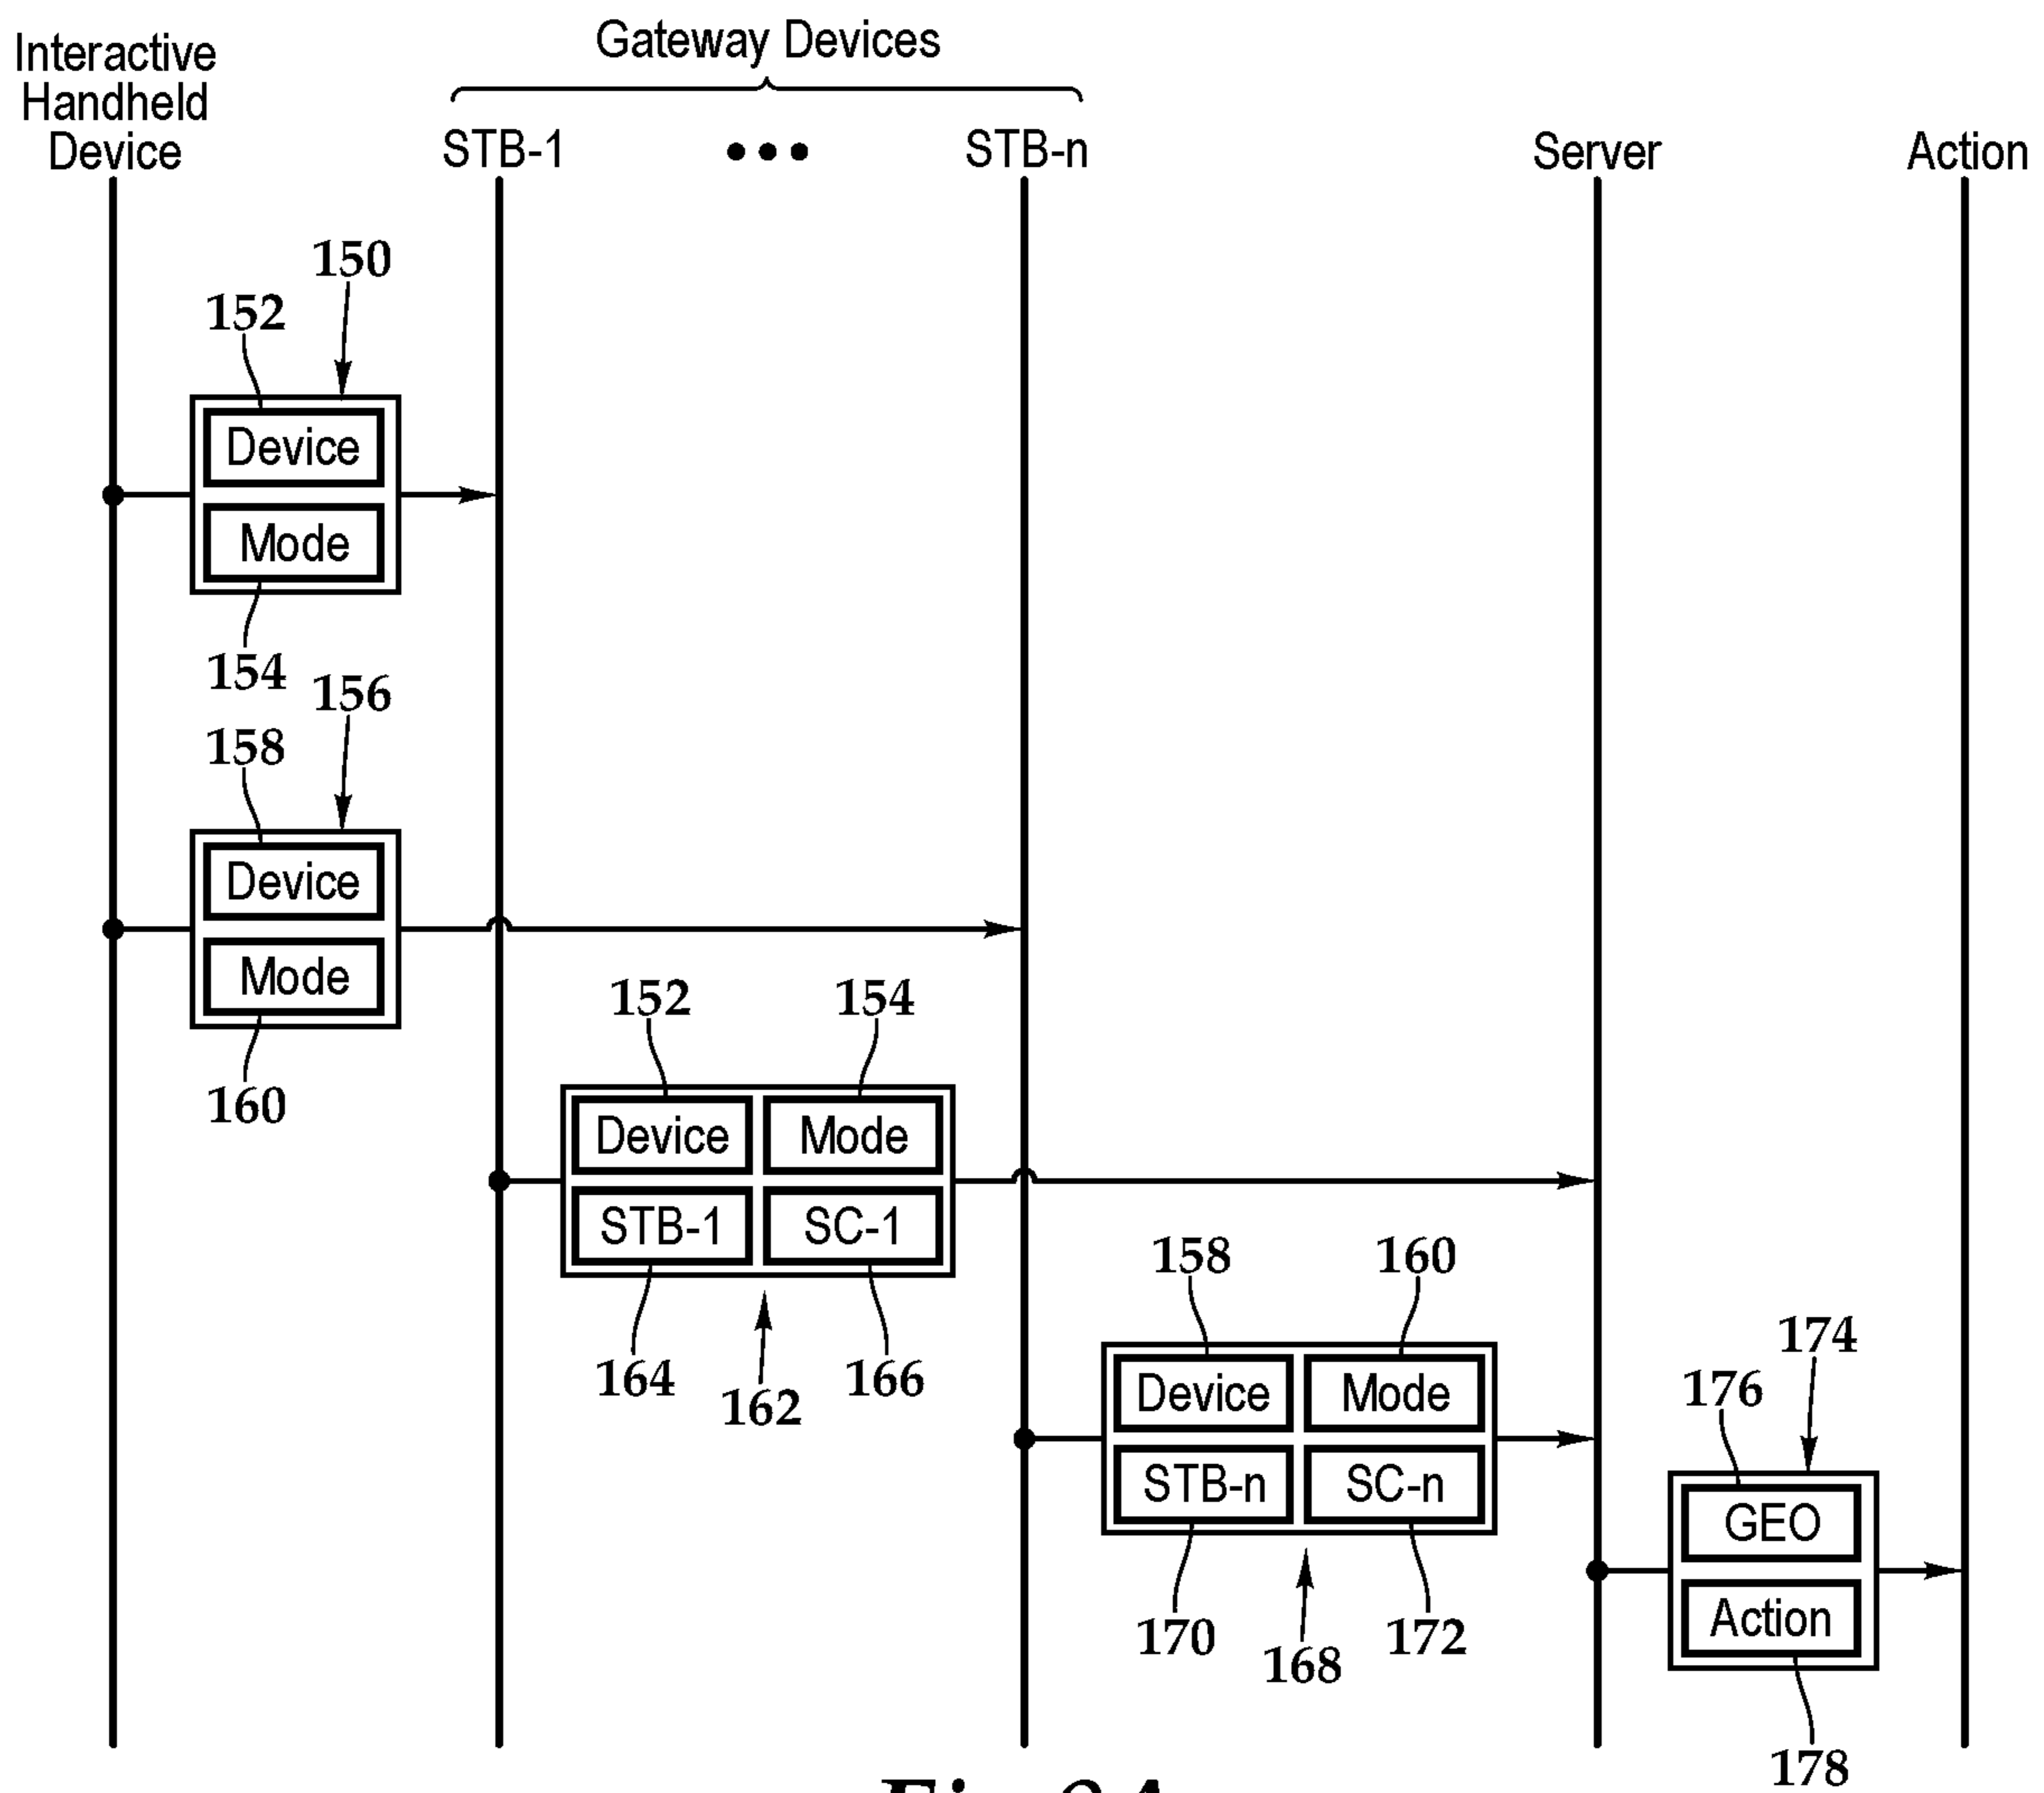 Interactive
Handheld
Device
Gateway Devices
STB-1
•••
STB-n
Server
Action
150
152
Device
Mode
154
156
158
Device
Mode
160
152
154
Device
Mode
STB-1
SC-1
164
162
166
158
160
Device
Mode
STB-n
SC-n
170
168
172
174
176
GEO
Action
178